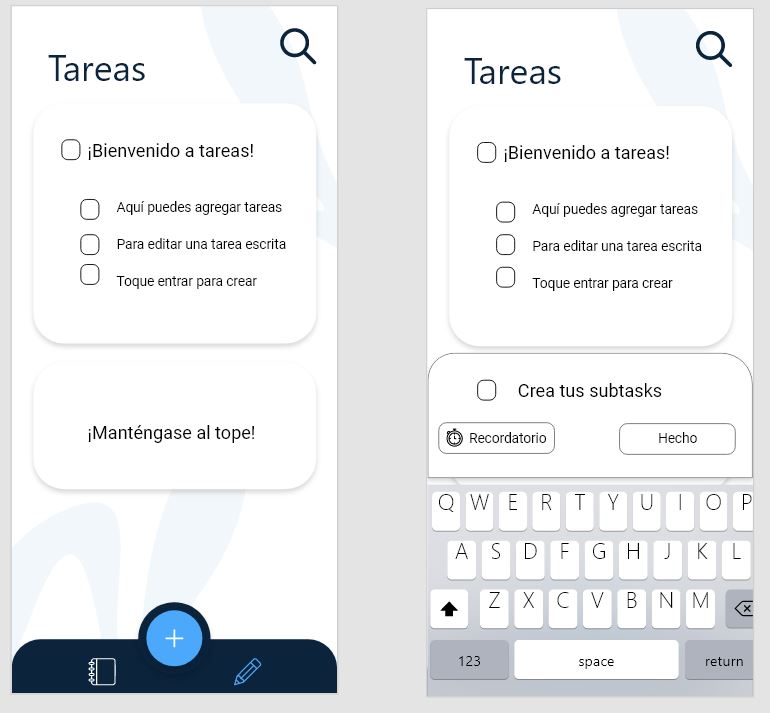 Tareas
¡Bienvenido a tareas!
Aquí puedes agregar tareas
Para editar una tarea escrita
Toque entrar para crear
¡Manténgase al tope!
Tareas
¡Bienvenido a tareas!
Aquí puedes agregar tareas
Para editar una tarea escrita
Toque entrar para crear
Crea tus subtasks
Recordatorio Hecho
Q W E R T Y U I O P
A S D F G H J K L
Z X C V B N M
123 space return